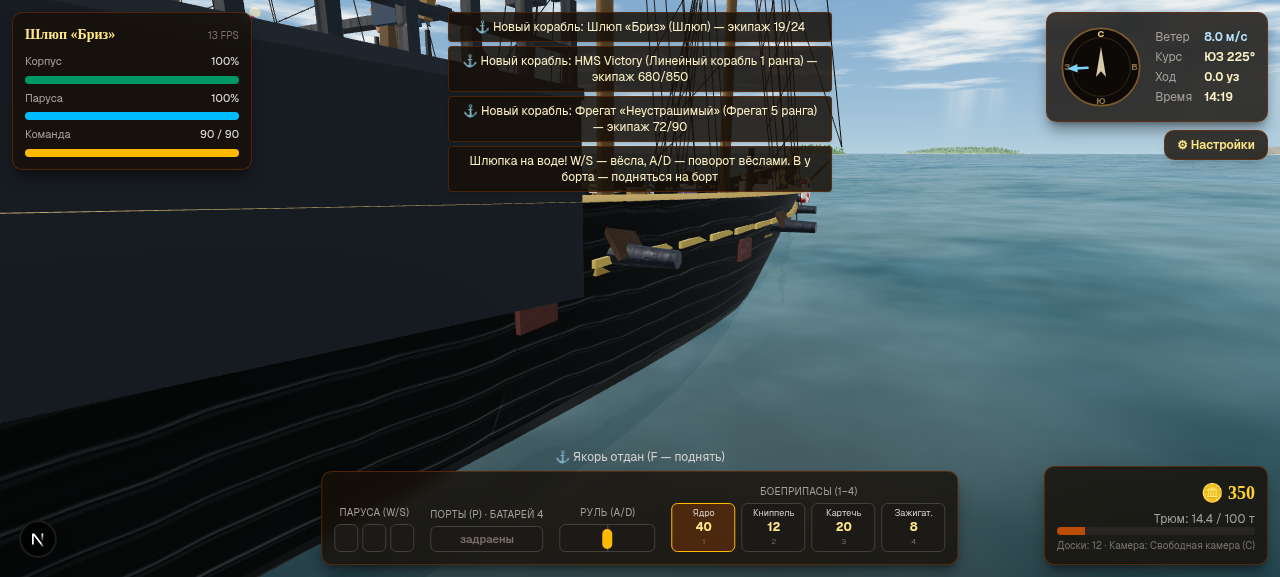 Шлюп «Бриз»
13 FPS
Корпус 100%
Паруса 100%
Команда 90 / 90
⚓ Новый корабль: Шлюп «Бриз» (Шлюп) — экипаж 19/24
⚓ Новый корабль: HMS Victory (Линейный корабль 1 ранга) —
экипаж 680/850
⚓ Новый корабль: Фрегат «Неустрашимый» (Фрегат 5 ранга)
— экипаж 72/90
Шлюпка на воде! W/S — вёсла, A/D — поворот вёслами. В у
борта — подняться на борт
С
З
В
Ю
Ветер 8.0 м/с
Курс ЮЗ 225°
Ход 0.0 уз
Время 14:19
⚙ Настройки
⚓ Якорь отдан (F — поднять)
ПАРУСА (W/S)
ПОРТЫ (P) · БАТАРЕЙ 4
задраены
РУЛЬ (A/D)
БОЕПРИПАСЫ (1–4)
Ядро
40
1
Книппель
12
2
Картечь
20
3
Зажигат.
8
4
350
Трюм: 14.4 / 100 т
Доски: 12 · Камера: Свободная камера (C)
N